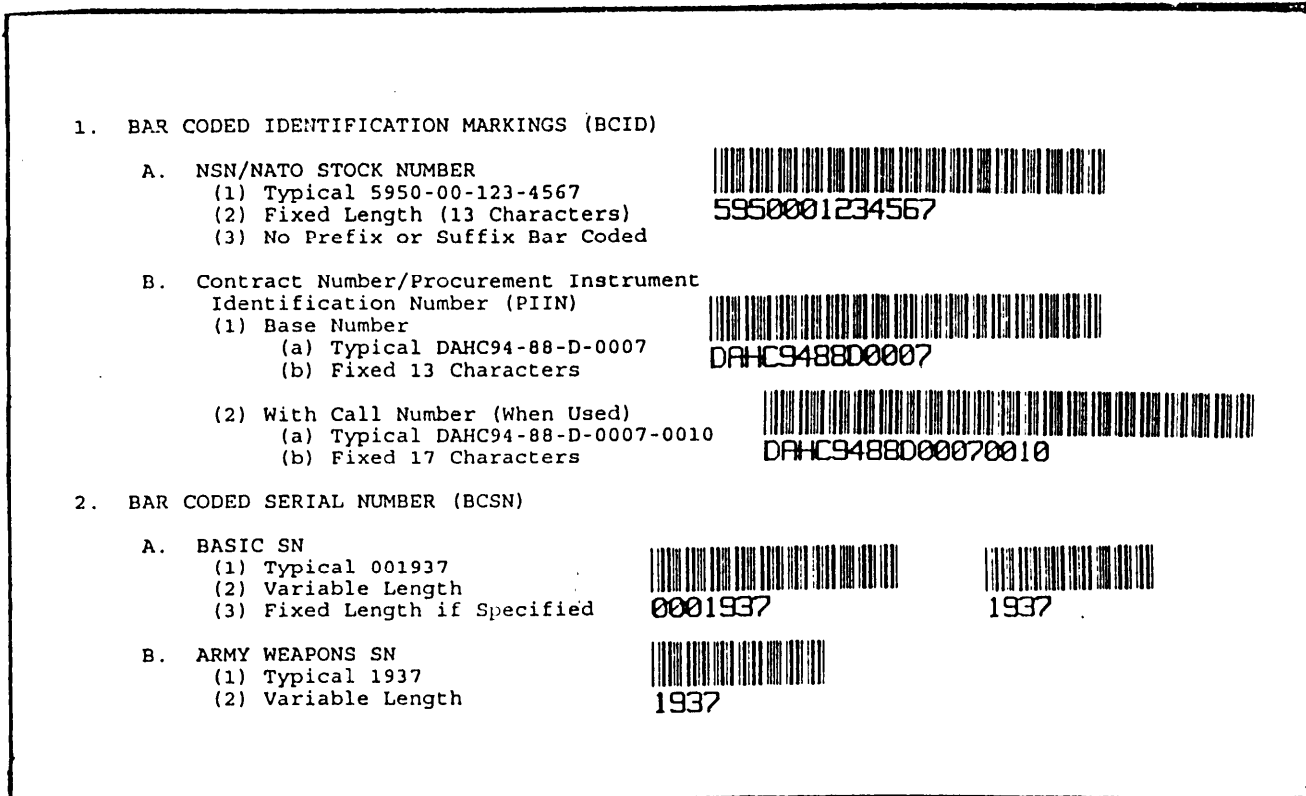 1. BAR CODED IDENTIFICATION MARKINGS (BCID)
A. NSN/NATO STOCK NUMBER
(1) Typical 5950-00-123-4567
(2) Fixed Length (13 Characters)
(3) No Prefix or Suffix Bar Coded
5950001234567
B. Contract Number/Procurement Instrument
Identification Number (PIIN)
(1) Base Number
(a) Typical DAHC94-88-D-0007
(b) Fixed 13 Characters
DAHC9488D0007
(2) With Call Number (When Used)
(a) Typical DAHC94-88-D-0007-0010
(b) Fixed 17 Characters
DAHC9488D00070010
2. BAR CODED SERIAL NUMBER (BCSN)
A. BASIC SN
(1) Typical 001937
(2) Variable Length
(3) Fixed Length if Specified
0001937
1937
B. ARMY WEAPONS SN
(1) Typical 1937
(2) Variable Length
1937